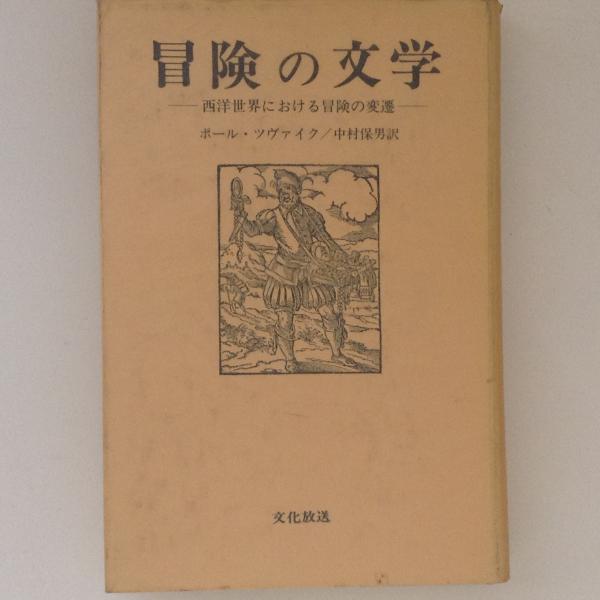 冒険の文学
―西洋世界における冒険の変遷―
ポール・ツヴァイク/中村保男訳
文化放送